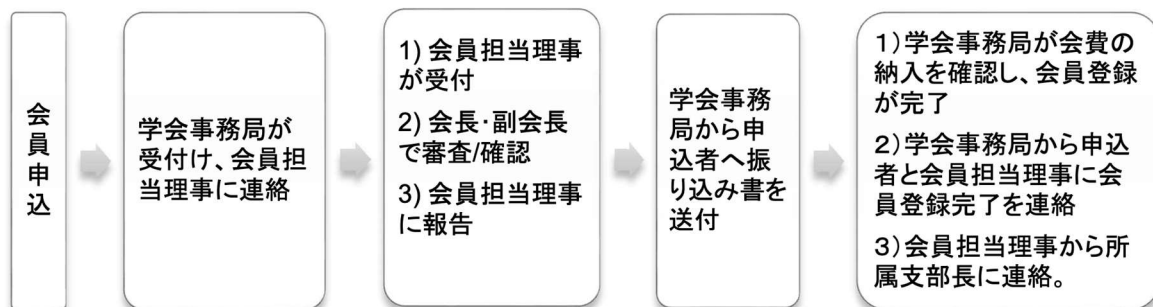 会員申込
学会事務局が
受付け、会員担
当理事に連絡
1) 会員担当理事
が受付
2) 会長・副会長
で審査/確認
3) 会員担当理事
に報告
学会事務
局から申
込者へ振
り込み書を
送付
1)学会事務局が会費の
納入を確認し、会員登録
が完了
2)学会事務局から申込
者と会員担当理事に会
員登録完了を連絡
3)会員担当理事から所
属支部長に連絡。